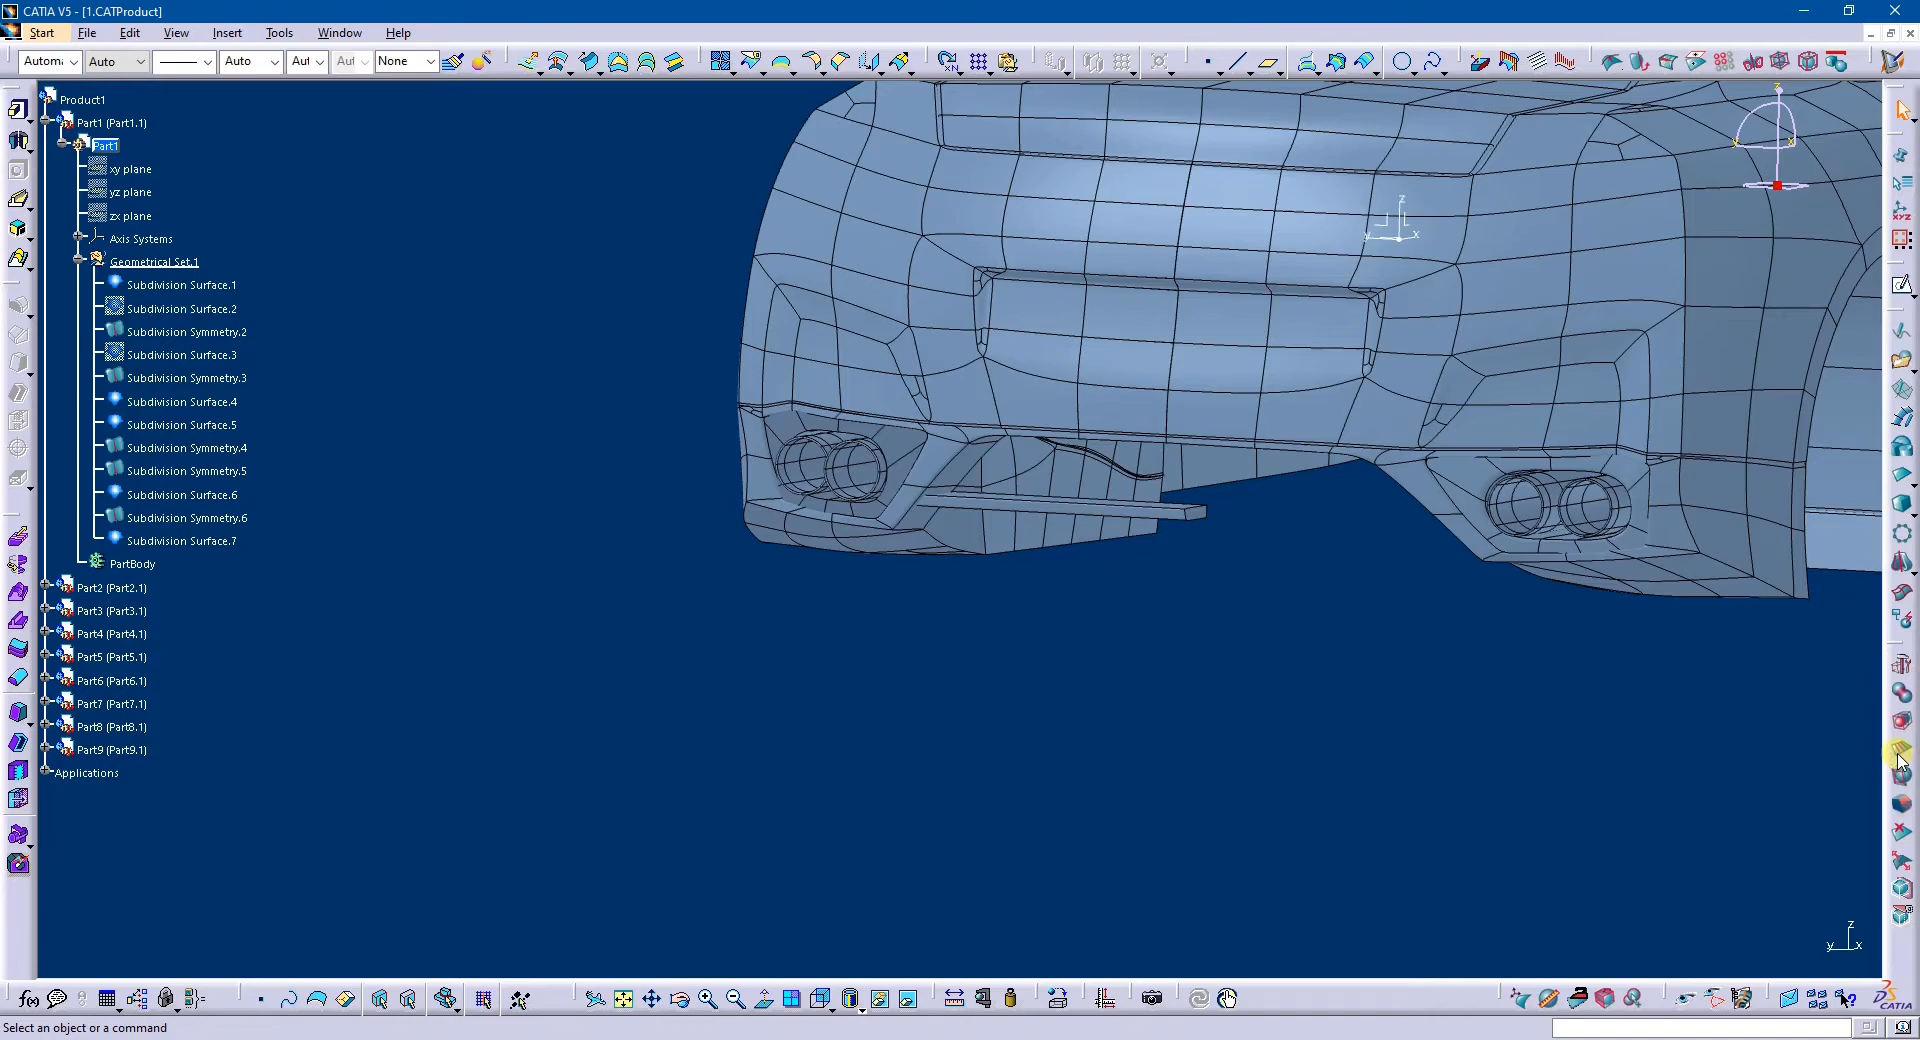 CATIA V5 - [1.CATProduct]
Start File Edit View Insert Tools Window Help
Auto Auto Aut Aut None
Product1
Part1 (Part1.1)
Part1
xy plane
yz plane
zx plane
Axis Systems
Geometrical Set.1
Subdivision Surface.1
Subdivision Surface.2
Subdivision Symmetry.2
Subdivision Surface.3
Subdivision Symmetry.3
Subdivision Surface.4
Subdivision Surface.5
Subdivision Symmetry.4
Subdivision Symmetry.5
Subdivision Surface.6
Subdivision Symmetry.6
Subdivision Surface.7
PartBody
Part2 (Part2.1)
Part3 (Part3.1)
Part4 (Part4.1)
Part5 (Part5.1)
Part6 (Part6.1)
Part7 (Part7.1)
Part8 (Part8.1)
Part9 (Part9.1)
Applications
z
y x
z
y x
f(x)
CATIA
Select an object or a command